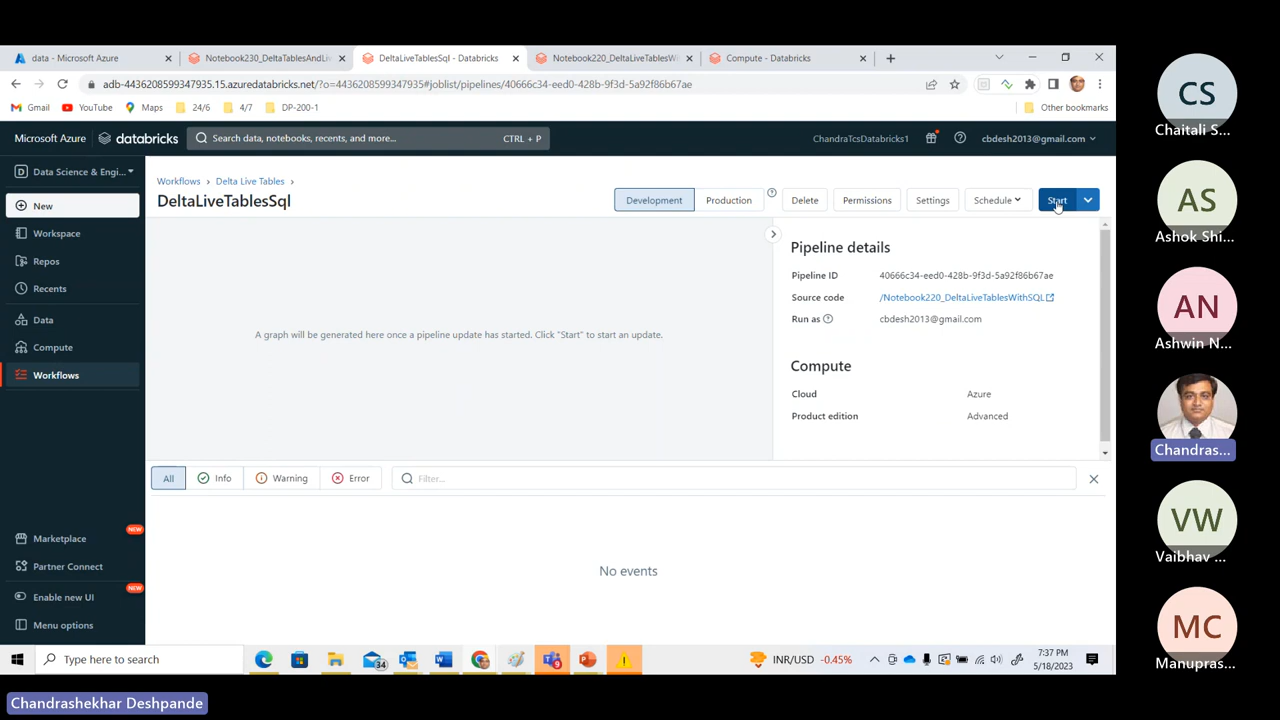 data - Microsoft Azure
Notebook220_DeltaTablesAndLiv
DeltaLiveTablesSql - Databricks
Notebook220_DeltaLiveTablesWi
Compute - Databricks
adb-4436208599347935.15.azuredatabricks.net/?o=4436208599347935#joblist/pipelines/40666c34-eed0-428b-9f3d-5a92f86b67ae
Gmail
YouTube
Maps
24/6
4/7
DP-200-1
Other bookmarks
Microsoft Azure
databricks
Search data, notebooks, recents, and more...
CTRL + P
ChandraTcsDatabricks1
cbdesh2013@gmail.com
D
Data Science & Engi...
New
Workspace
Repos
Recents
Data
Compute
Workflows
Marketplace
NEW
Partner Connect
Enable new UI
NEW
Menu options
Workflows
Delta Live Tables
DeltaLiveTablesSql
Development
Production
Delete
Permissions
Settings
Schedule
Start
A graph will be generated here once a pipeline update has started. Click "Start" to start an update.
Pipeline details
Pipeline ID
40666c34-eed0-428b-9f3d-5a92f86b67ae
Source code
/Notebook220_DeltaLiveTablesWithSQL
Run as
cbdesh2013@gmail.com
Compute
Cloud
Azure
Product edition
Advanced
All
Info
Warning
Error
Filter...
No events
Type here to search
34
9
INR/USD -0.45%
7:37 PM
5/18/2023
CS
Chaitali S...
AS
Ashok Shi...
AN
Ashwin N...
Chandras...
VW
Vaibhav ...
MC
Manupras...
Chandrashekhar Deshpande